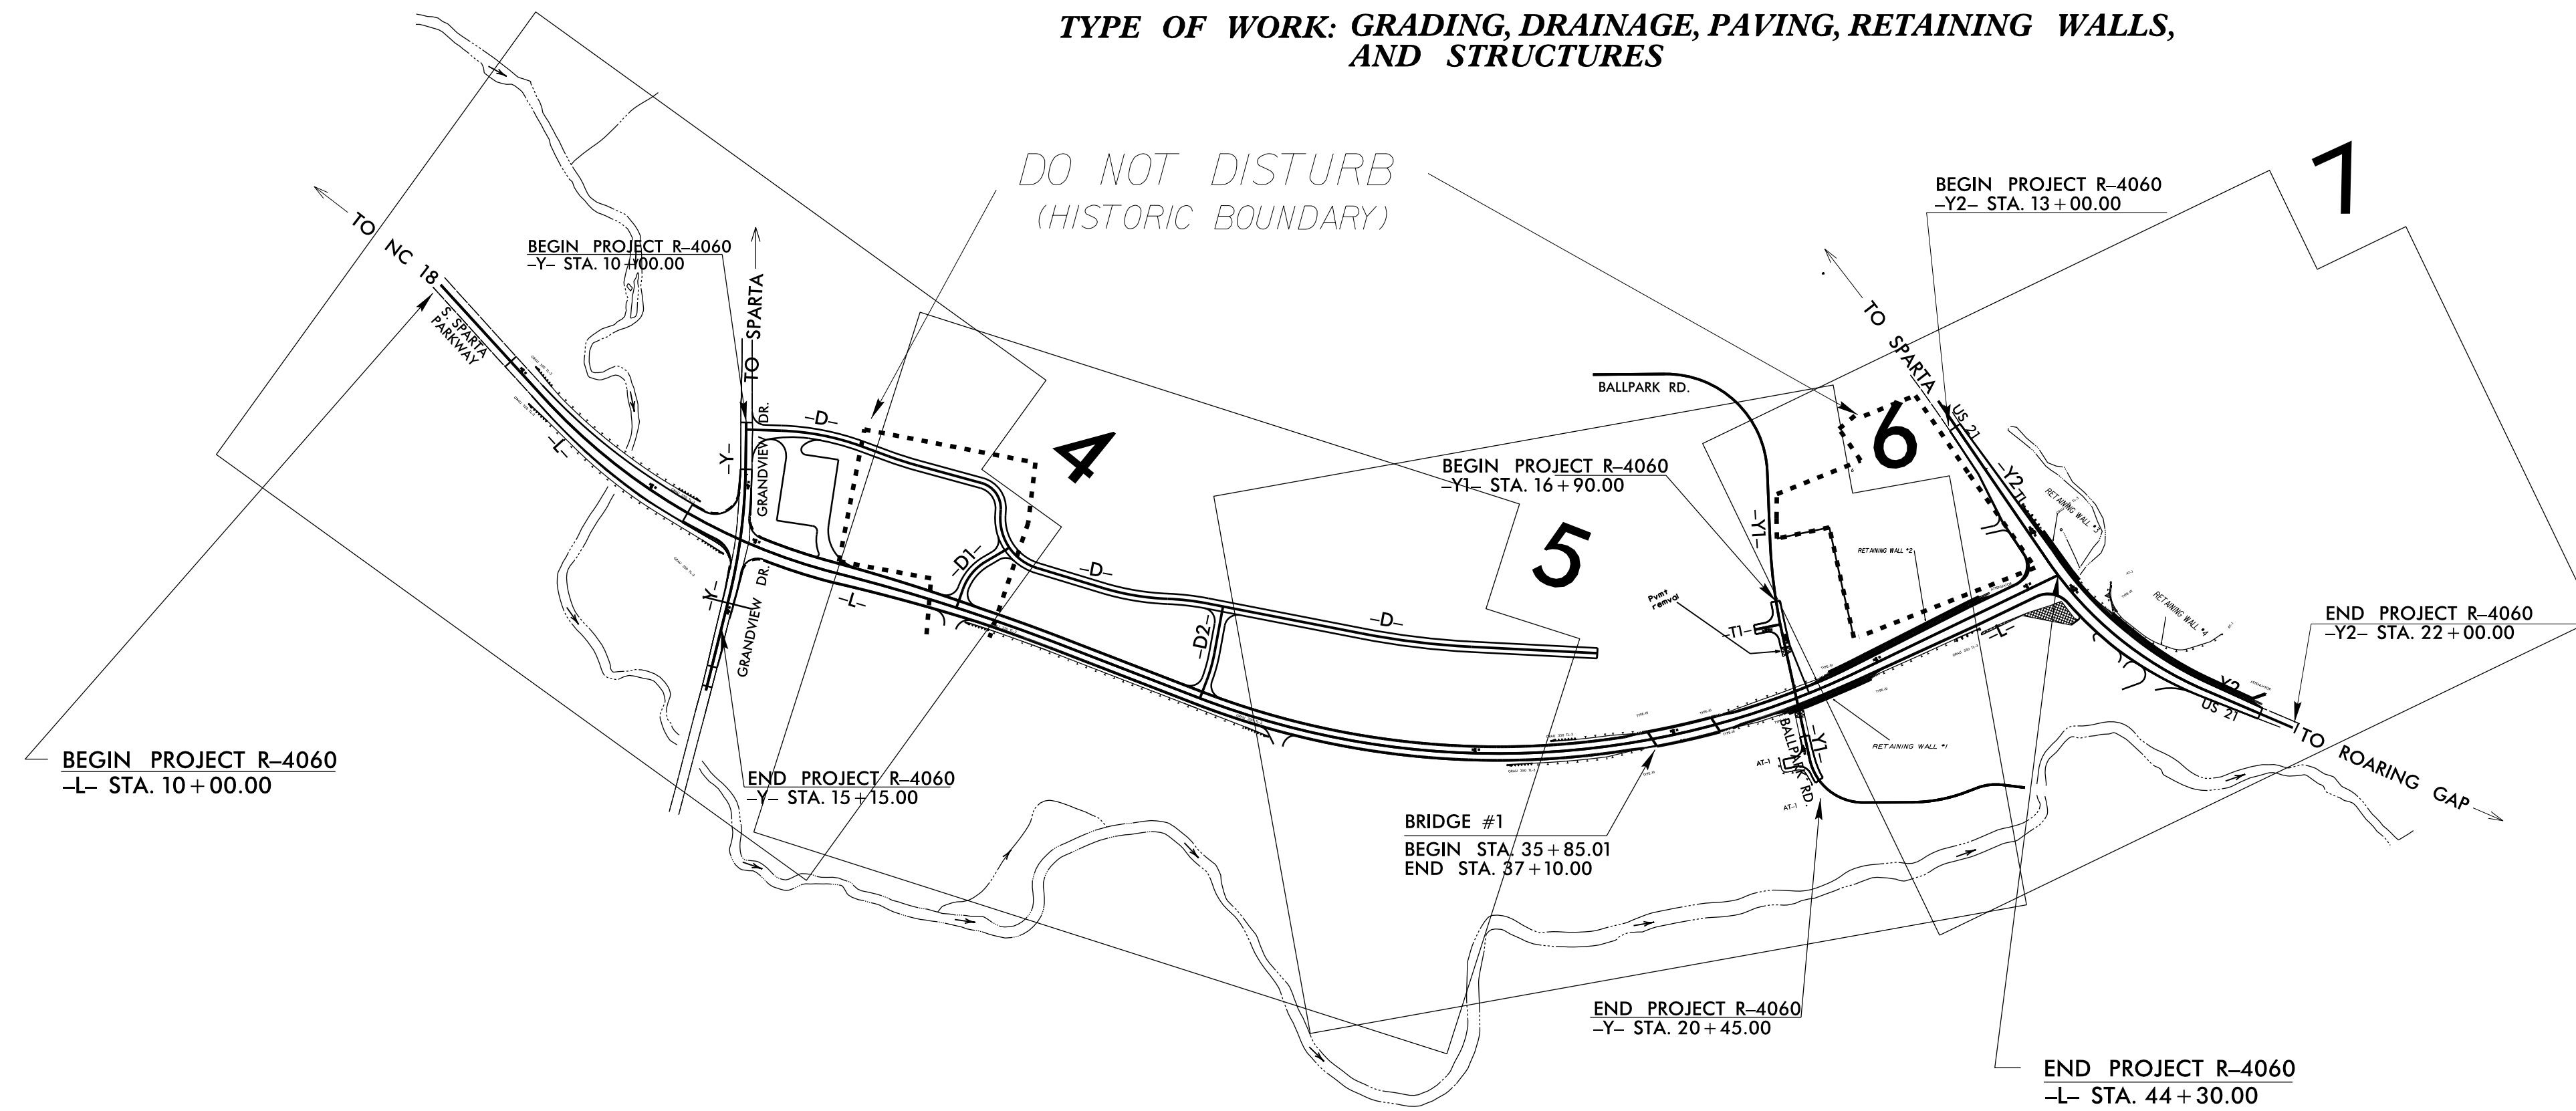 TYPE OF WORK: GRADING, DRAINAGE, PAVING, RETAINING WALLS,
AND STRUCTURES
DO NOT DISTURB
(HISTORIC BOUNDARY)
7
BEGIN PROJECT R-4060
-Y2- STA. 13+00.00
TO NC 18
S. SPARTA
PARKWAY
BEGIN PROJECT R-4060
-Y- STA. 10+00.00
TO SPARTA
TO SPARTA
US 21
BALLPARK RD.
-L-
-Y-
GRANDVIEW DR.
-D-
4
6
BEGIN PROJECT R-4060
-Y1- STA. 16+90.00
-Y1-
-Y2-
RETAINING WALL #3
5
RETAINING WALL #2
-D1-
-D-
-L-
-Y-
GRANDVIEW DR.
-D2-
-D-
Pvmt
removal
-T1-
-L-
RETAINING WALL #4
END PROJECT R-4060
-Y2- STA. 22+00.00
-Y2-
US 21
TO ROARING GAP
BEGIN PROJECT R-4060
-L- STA. 10+00.00
END PROJECT R-4060
-Y- STA. 15+15.00
BALLPARK RD.
-Y1-
RETAINING WALL #1
AT-1
AT-1
BRIDGE #1
BEGIN STA. 35+85.01
END STA. 37+10.00
END PROJECT R-4060
-Y- STA. 20+45.00
END PROJECT R-4060
-L- STA. 44+30.00